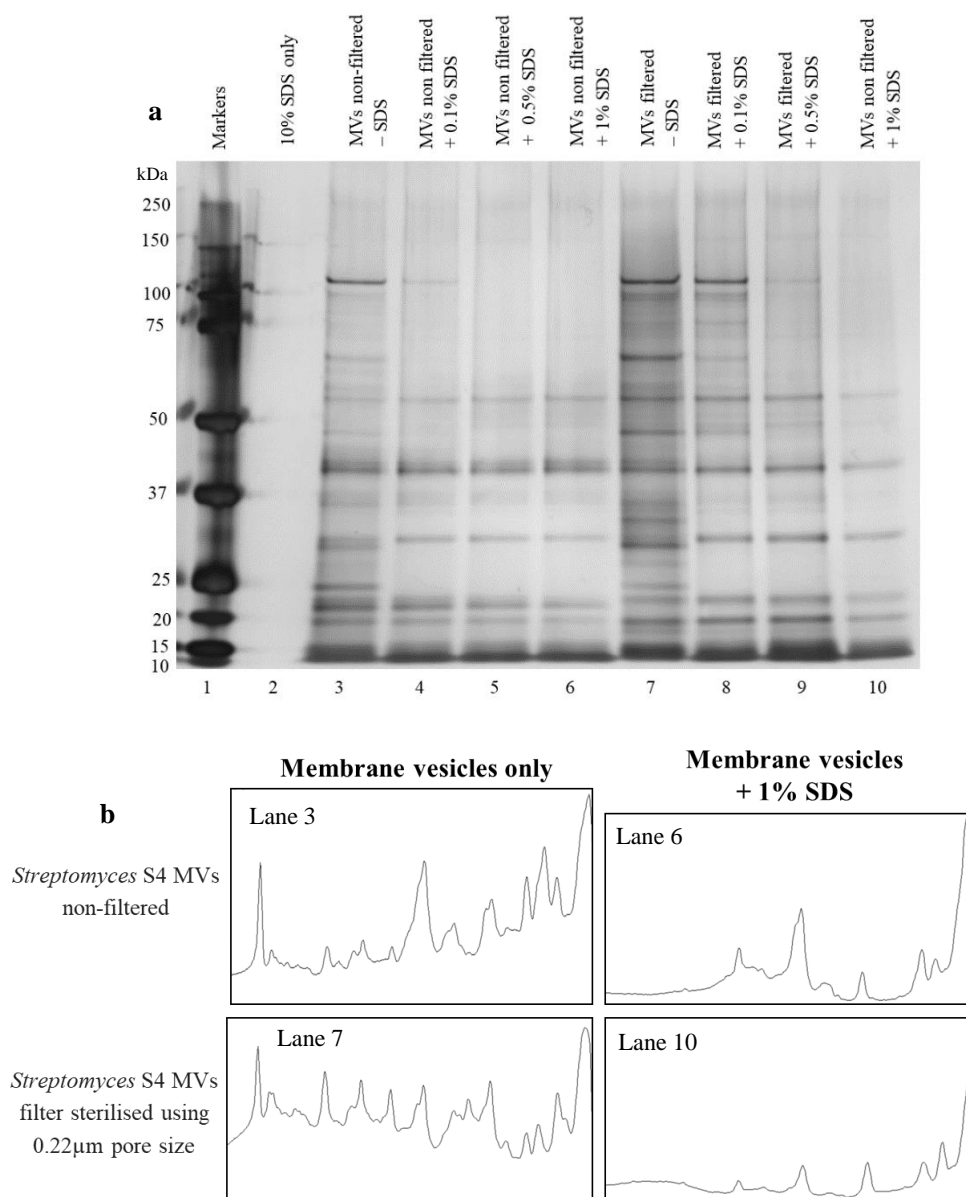 a
Markers
10% SDS only
MVs non-filtered
– SDS
MVs non filtered
+ 0.1% SDS
MVs non filtered
+ 0.5% SDS
MVs non filtered
+ 1% SDS
MVs filtered
– SDS
MVs filtered
+ 0.1% SDS
MVs filtered
+ 0.5% SDS
MVs non filtered
+ 1% SDS
kDa
250
150
100
75
50
37
25
20
15
10
1 2 3 4 5 6 7 8 9 10
b
Membrane vesicles only
Membrane vesicles
+ 1% SDS
Streptomyces S4 MVs
non-filtered
Lane 3
Lane 6
Streptomyces S4 MVs
filter sterilised using
0.22µm pore size
Lane 7
Lane 10